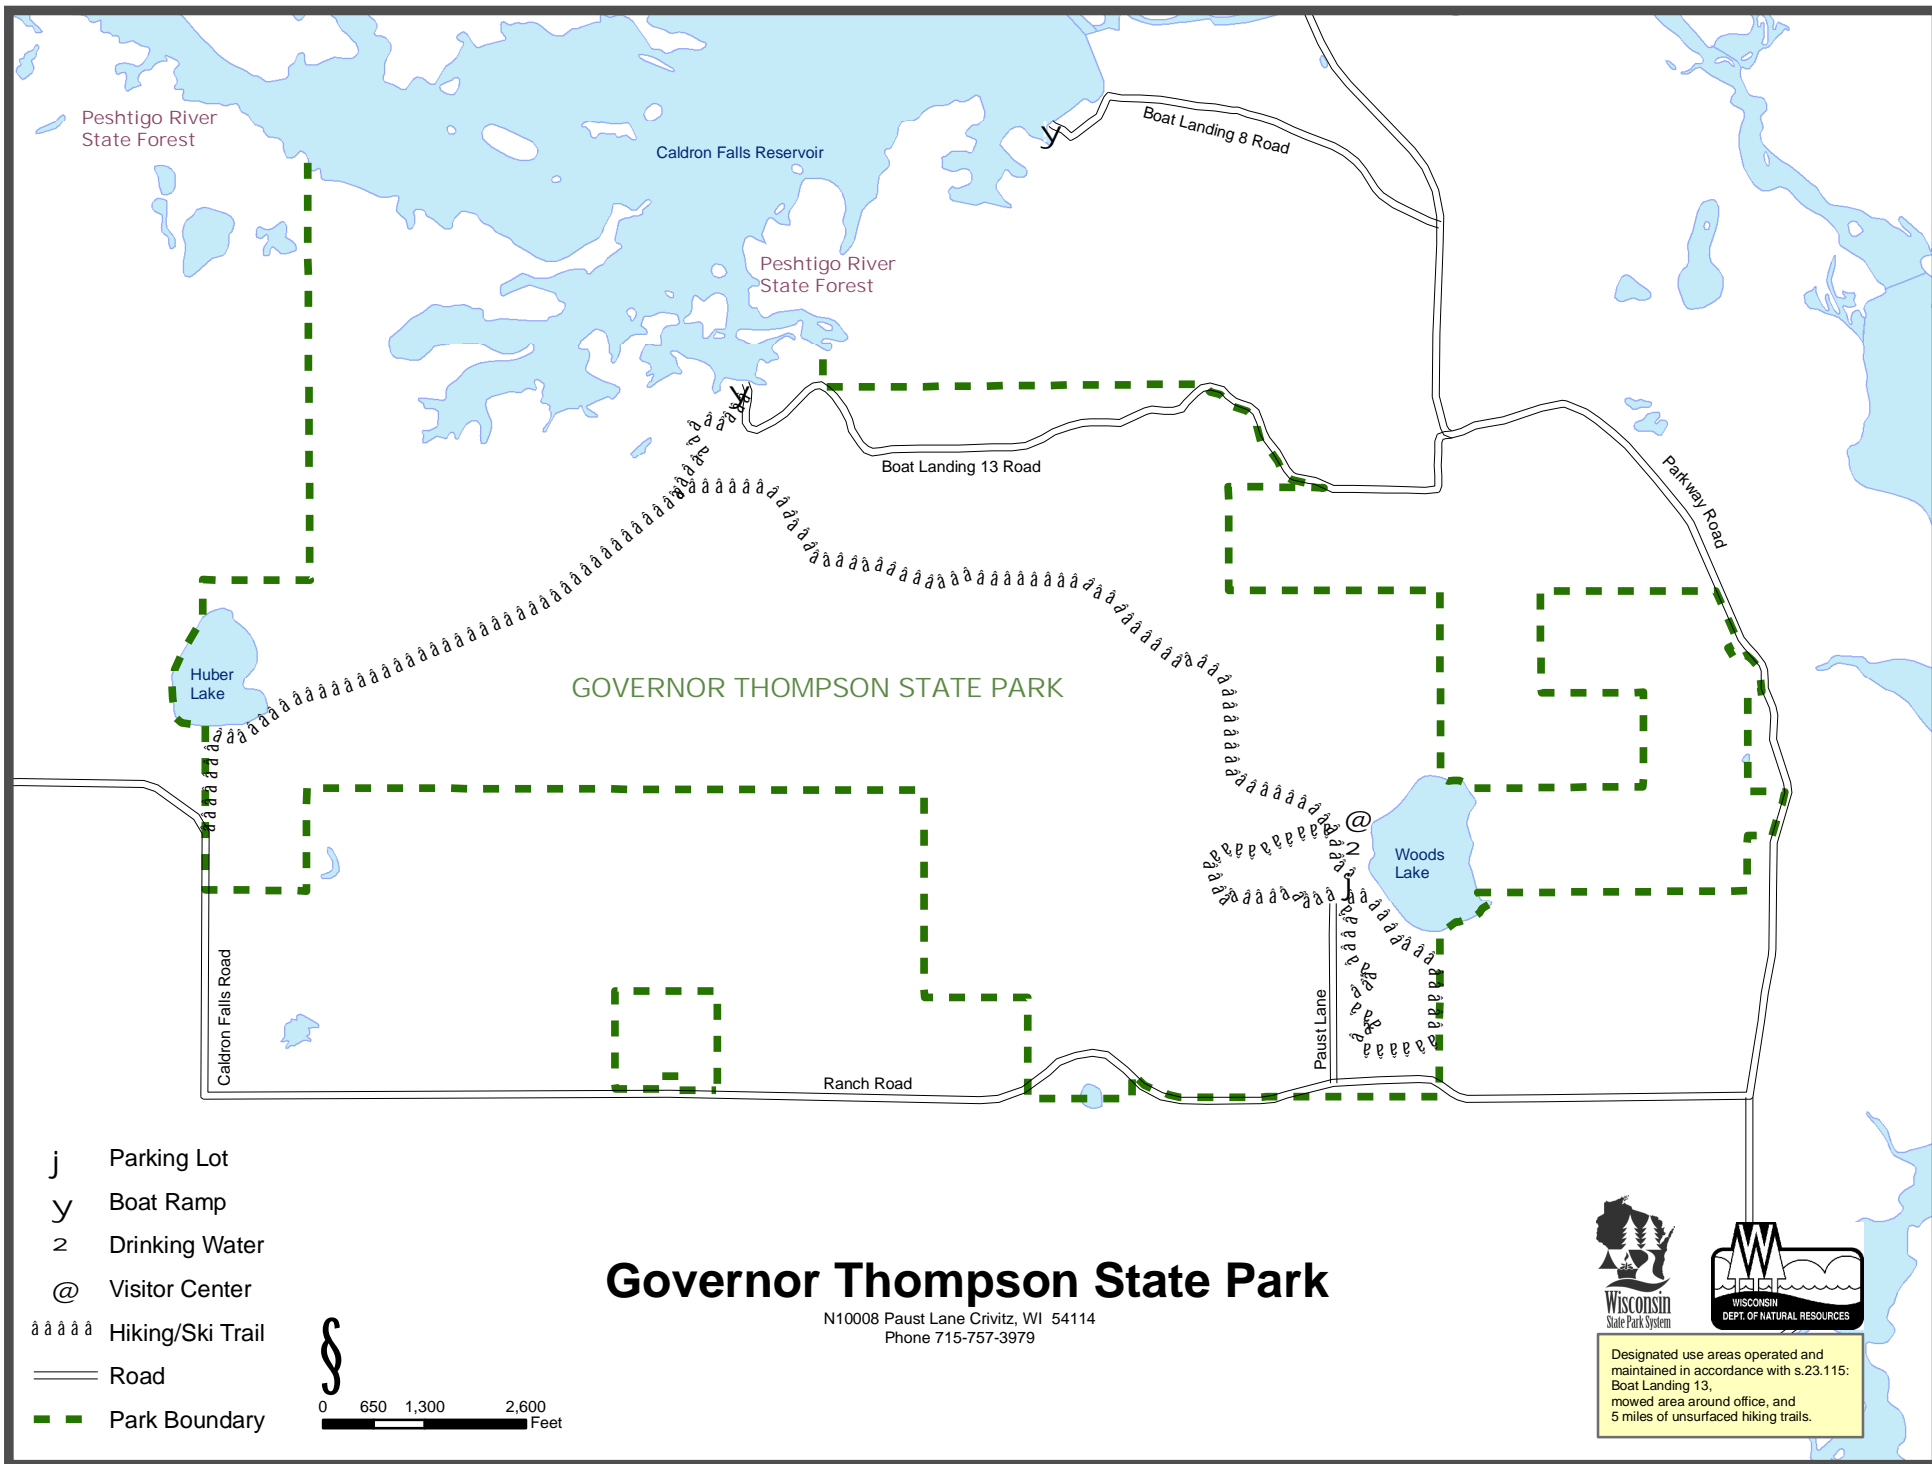 Peshtigo River
State Forest
Caldron Falls Reservoir
y
Boat Landing 8 Road
Peshtigo River
State Forest
y
Boat Landing 13 Road
Parkway Road
Huber
Lake
GOVERNOR THOMPSON STATE PARK
@
2
Woods
Lake
j
Caldron Falls Road
Paust Lane
Ranch Road
j Parking Lot
y Boat Ramp
2 Drinking Water
@ Visitor Center
â â â â â Hiking/Ski Trail
Road
Park Boundary
§
0 650 1,300 2,600
Feet
Governor Thompson State Park
N10008 Paust Lane Crivitz, WI 54114
Phone 715-757-3979
Wisconsin
State Park System
W
WISCONSIN
DEPT. OF NATURAL RESOURCES
Designated use areas operated and
maintained in accordance with s.23.115:
Boat Landing 13,
mowed area around office, and
5 miles of unsurfaced hiking trails.